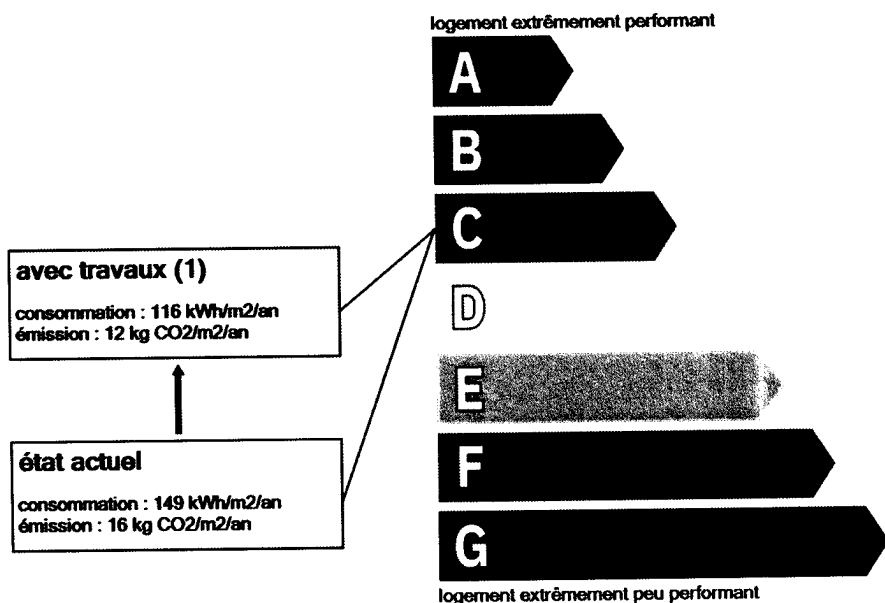 logement extrêmement performant
A
B
C
avec travaux (1)
consommation : 116 kWh/m2/an
émission : 12 kg CO2/m2/an
D
E
état actuel
consommation : 149 kWh/m2/an
émission : 16 kg CO2/m2/an
F
G
logement extrêmement peu performant